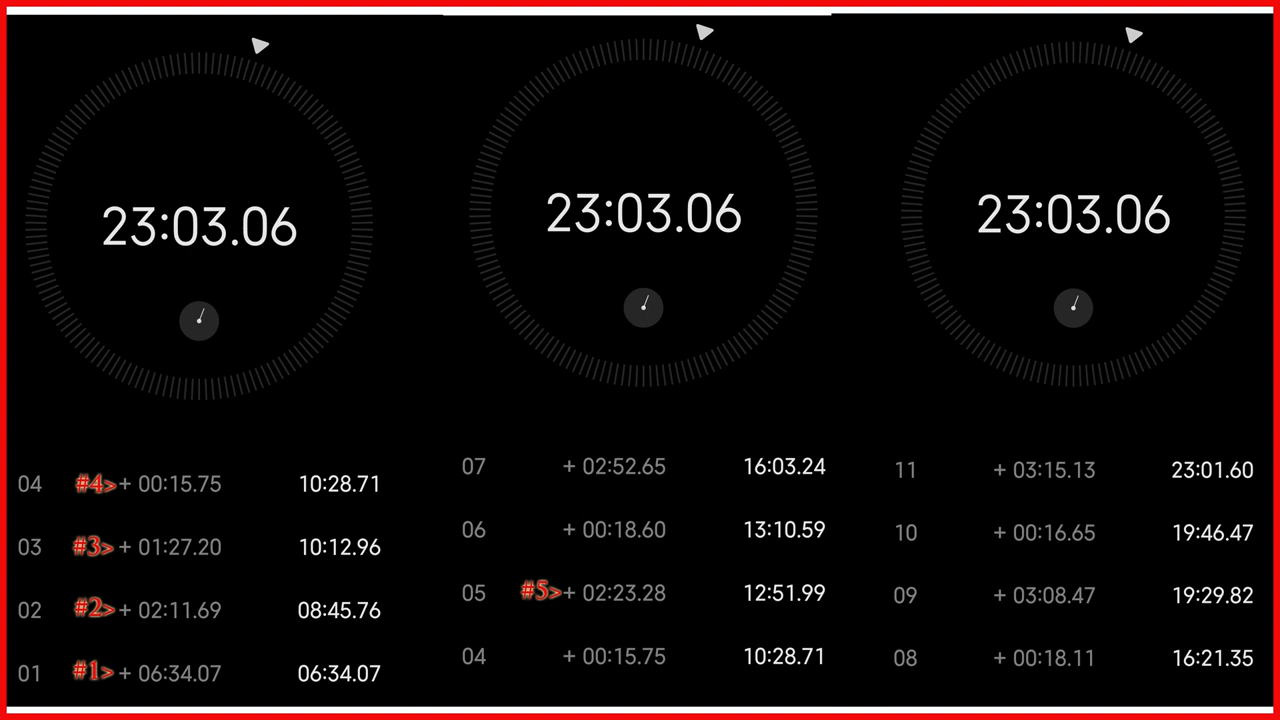 23:03.06
04 #4> + 00:15.75 10:28.71
03 #3> + 01:27.20 10:12.96
02 #2> + 02:11.69 08:45.76
01 #1> + 06:34.07 06:34.07
23:03.06
07 + 02:52.65 16:03.24
06 + 00:18.60 13:10.59
05 #5> + 02:23.28 12:51.99
04 + 00:15.75 10:28.71
23:03.06
11 + 03:15.13 23:01.60
10 + 00:16.65 19:46.47
09 + 03:08.47 19:29.82
08 + 00:18.11 16:21.35